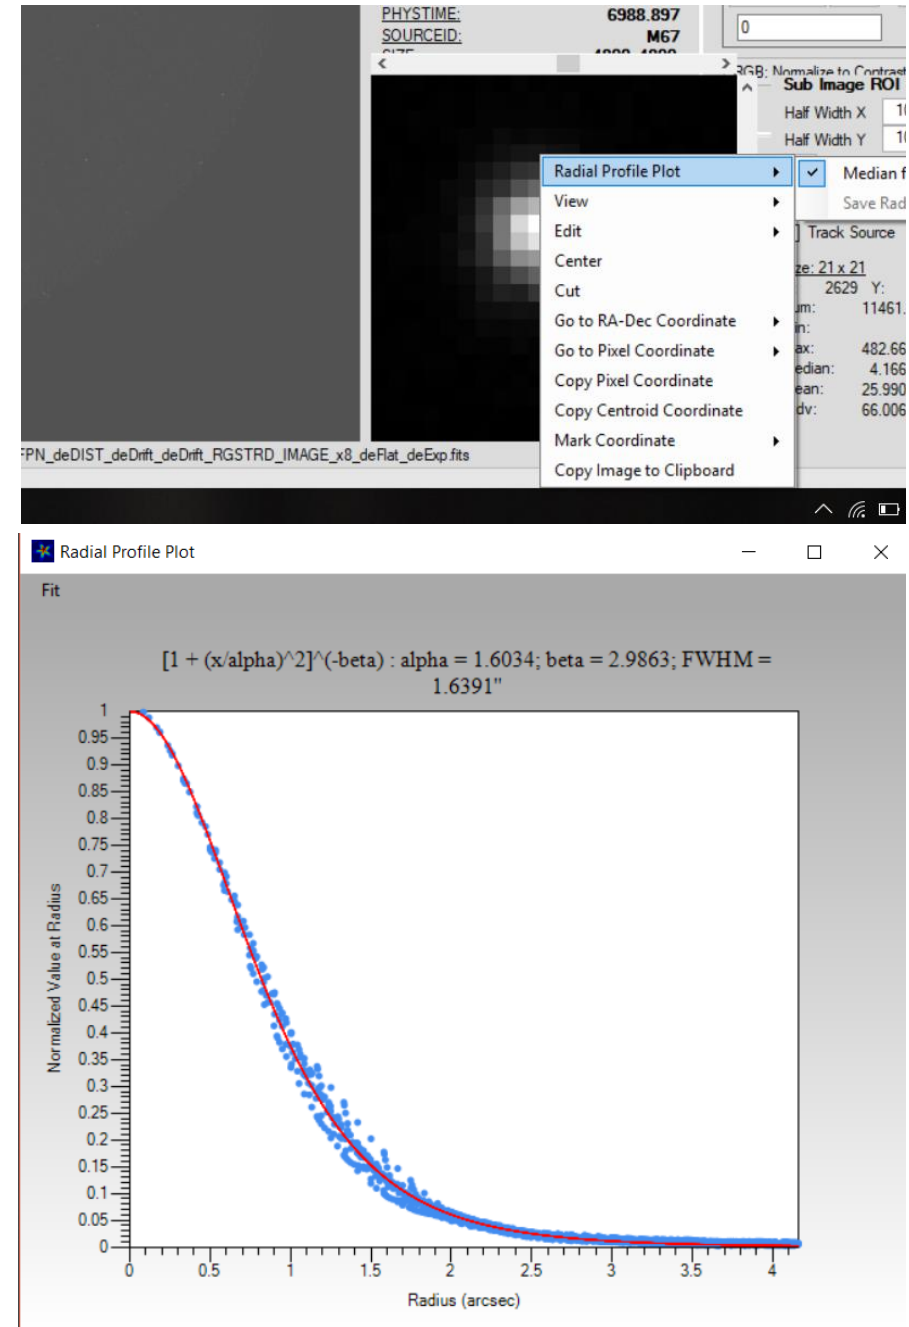 PHYSTIME: 6988.897
SOURCEID: M67
0
RGB: Normalize to Contrast
Sub Image ROI
Half Width X
Half Width Y
Radial Profile Plot
Median
View
Save
Edit
Track Source
Center
21 x 21
Cut
2629 Y:
Go to RA-Dec Coordinate
11461.
Go to Pixel Coordinate
482.66
Copy Pixel Coordinate
4.166
Copy Centroid Coordinate
25.990
Mark Coordinate
66.006
FPN_deDIST_deDrift_deDrift_RGSTRD_IMAGE_x8_deFlat_deExp.fits
Copy Image to Clipboard
Radial Profile Plot
Fit
[1 + (x/alpha)^2]^(-beta) : alpha = 1.6034; beta = 2.9863; FWHM =
1.6391"
1
0.95
0.9
0.85
0.8
0.75
0.7
0.65
0.6
0.55
0.5
0.45
0.4
0.35
0.3
0.25
0.2
0.15
0.1
0.05
0
Normalized Value at Radius
0 0.5 1 1.5 2 2.5 3 3.5 4
Radius (arcsec)